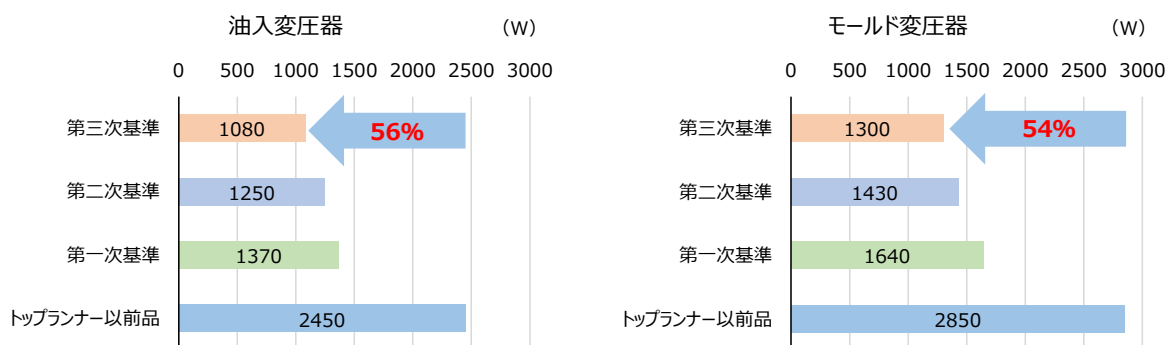 油入変圧器 (W)
0 500 1000 1500 2000 2500 3000
第三次基準 1080 56%
第二次基準 1250
第一次基準 1370
トップランナー以前品 2450
モールド変圧器 (W)
0 500 1000 1500 2000 2500 3000
第三次基準 1300 54%
第二次基準 1430
第一次基準 1640
トップランナー以前品 2850